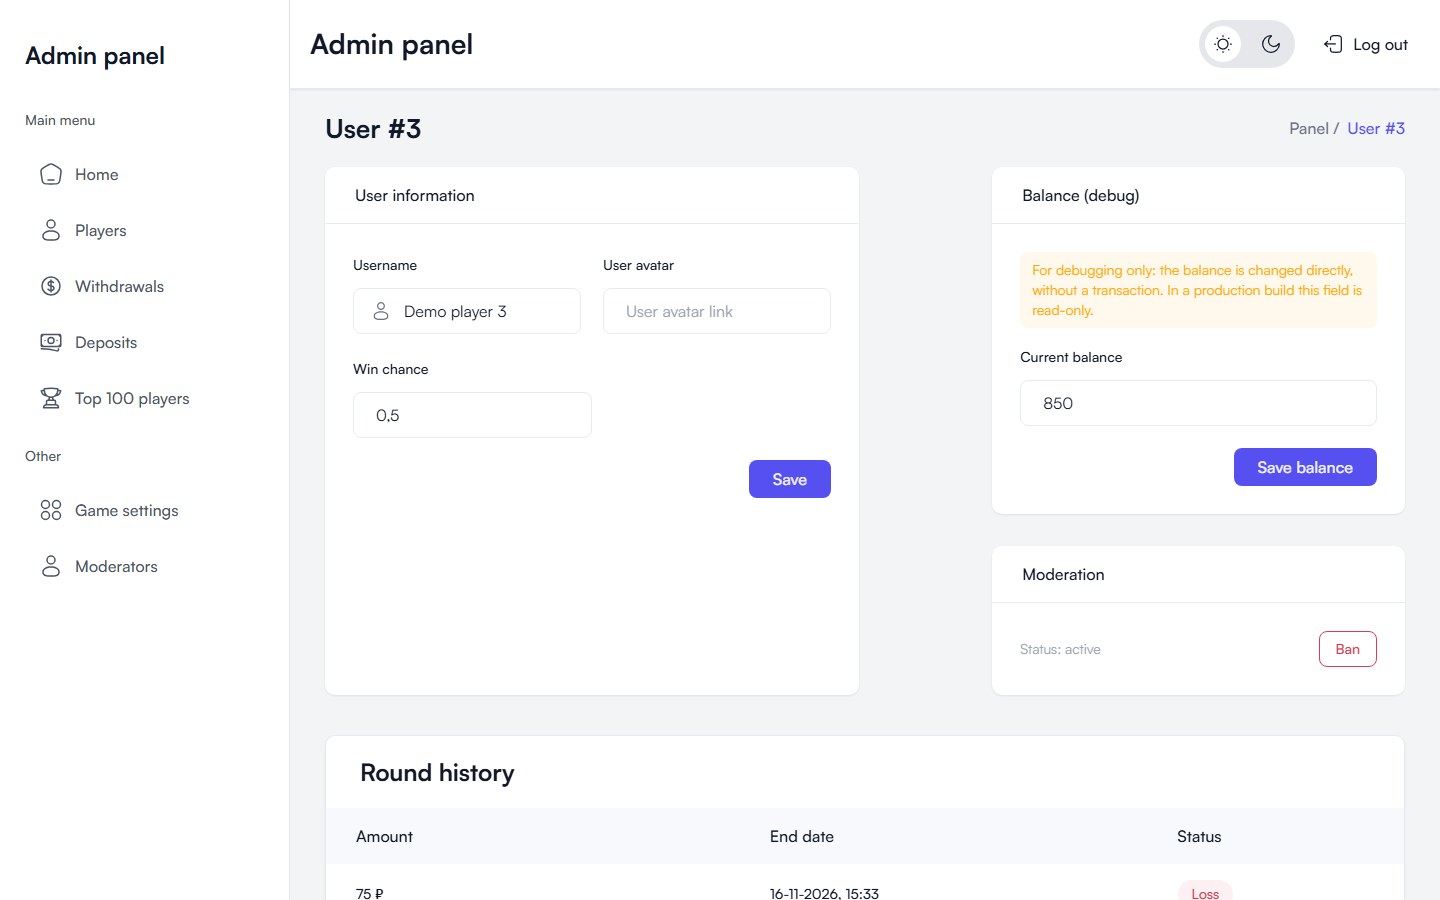 Admin panel
Main menu
Home
Players
Withdrawals
Deposits
Top 100 players
Other
Game settings
Moderators
Admin panel
Log out
User #3
Panel / User #3
User information
Username
User avatar
Demo player 3
User avatar link
Win chance
0,5
Save
Balance (debug)
For debugging only: the balance is changed directly,
without a transaction. In a production build this field is
read-only.
Current balance
850
Save balance
Moderation
Status: active
Ban
Round history
Amount End date Status
75 ₽ 16-11-2026, 15:33 Loss